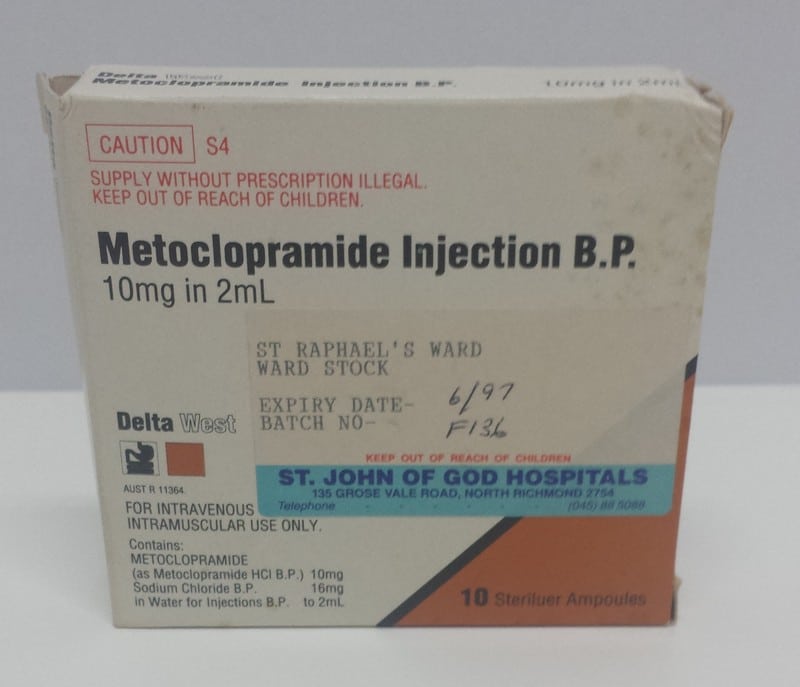 Delta West
Metoclopramide Injection B.P. 10mg in 2mL
CAUTION S4
SUPPLY WITHOUT PRESCRIPTION ILLEGAL.
KEEP OUT OF REACH OF CHILDREN.
Metoclopramide Injection B.P.
10mg in 2mL
ST RAPHAEL'S WARD
WARD STOCK
EXPIRY DATE- 6/97
BATCH NO- F136
KEEP OUT OF REACH OF CHILDREN
ST. JOHN OF GOD HOSPITALS
135 GROSE VALE ROAD, NORTH RICHMOND 2754
Telephone - - - - - - (045) 88 5088
Delta West
AUST R 11364
FOR INTRAVENOUS
INTRAMUSCULAR USE ONLY.
Contains:
METOCLOPRAMIDE
(as Metoclopramide HCl B.P.) 10mg
Sodium Chloride B.P. 16mg
in Water for Injections B.P. to 2mL
10 Steriluer Ampoules